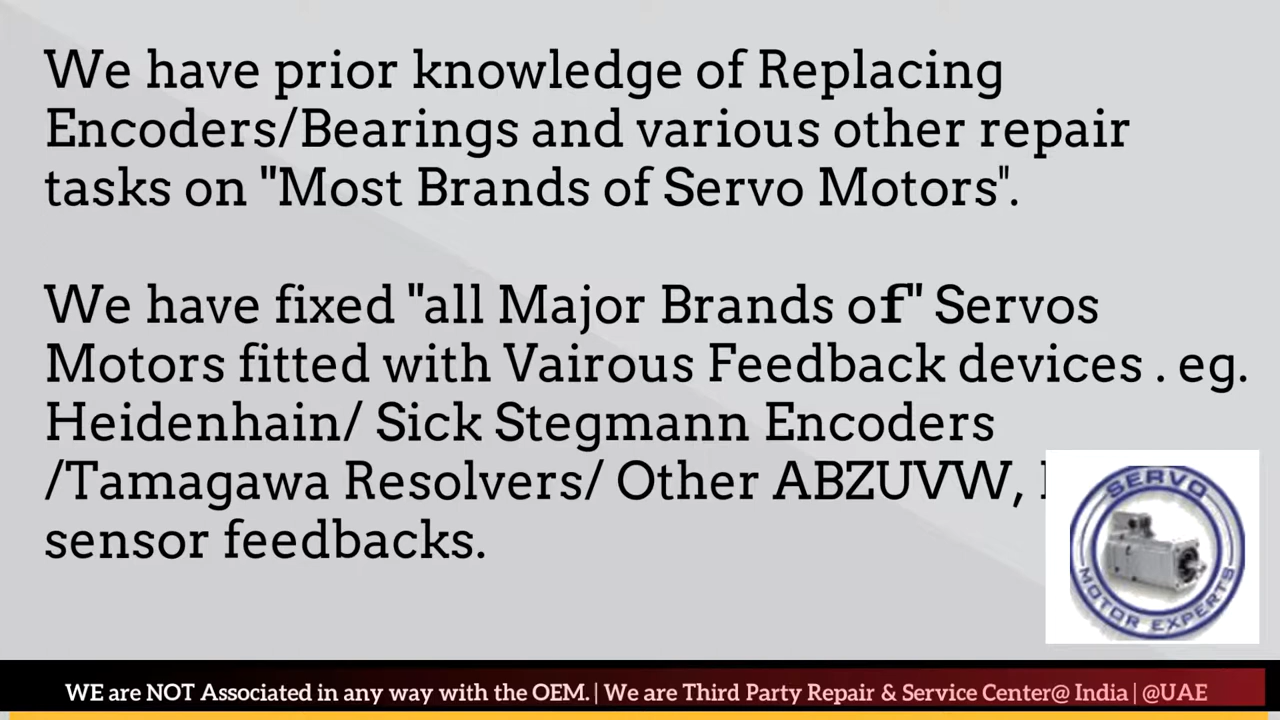 We have prior knowledge of Replacing
Encoders/Bearings and various other repair
tasks on "Most Brands of Servo Motors".
We have fixed "all Major Brands of" Servos
Motors fitted with Vairous Feedback devices . eg.
Heidenhain/ Sick Stegmann Encoders
/Tamagawa Resolvers/ Other ABZUVW,
sensor feedbacks.
SERVO
MOTOR EXPERTS
WE are NOT Associated in any way with the OEM. | We are Third Party Repair & Service Center@ India | @UAE